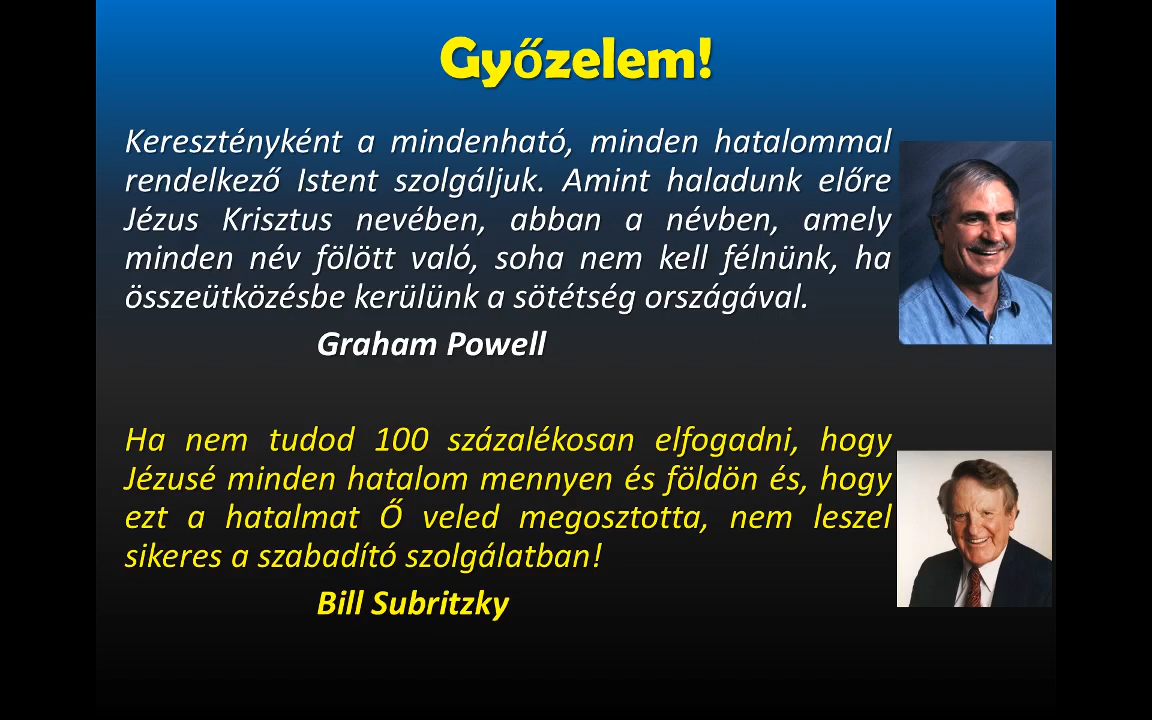 Győzelem!
Keresztényként a mindenható, minden hatalommal
rendelkező Istent szolgáljuk. Amint haladunk előre
Jézus Krisztus nevében, abban a névben, amely
minden név fölött való, soha nem kell félnünk, ha
összeütközésbe kerülünk a sötétség országával.
Graham Powell
Ha nem tudod 100 százalékosan elfogadni, hogy
Jézusé minden hatalom mennyen és földön és, hogy
ezt a hatalmat Ő veled megosztotta, nem leszel
sikeres a szabadító szolgálatban!
Bill Subritzky